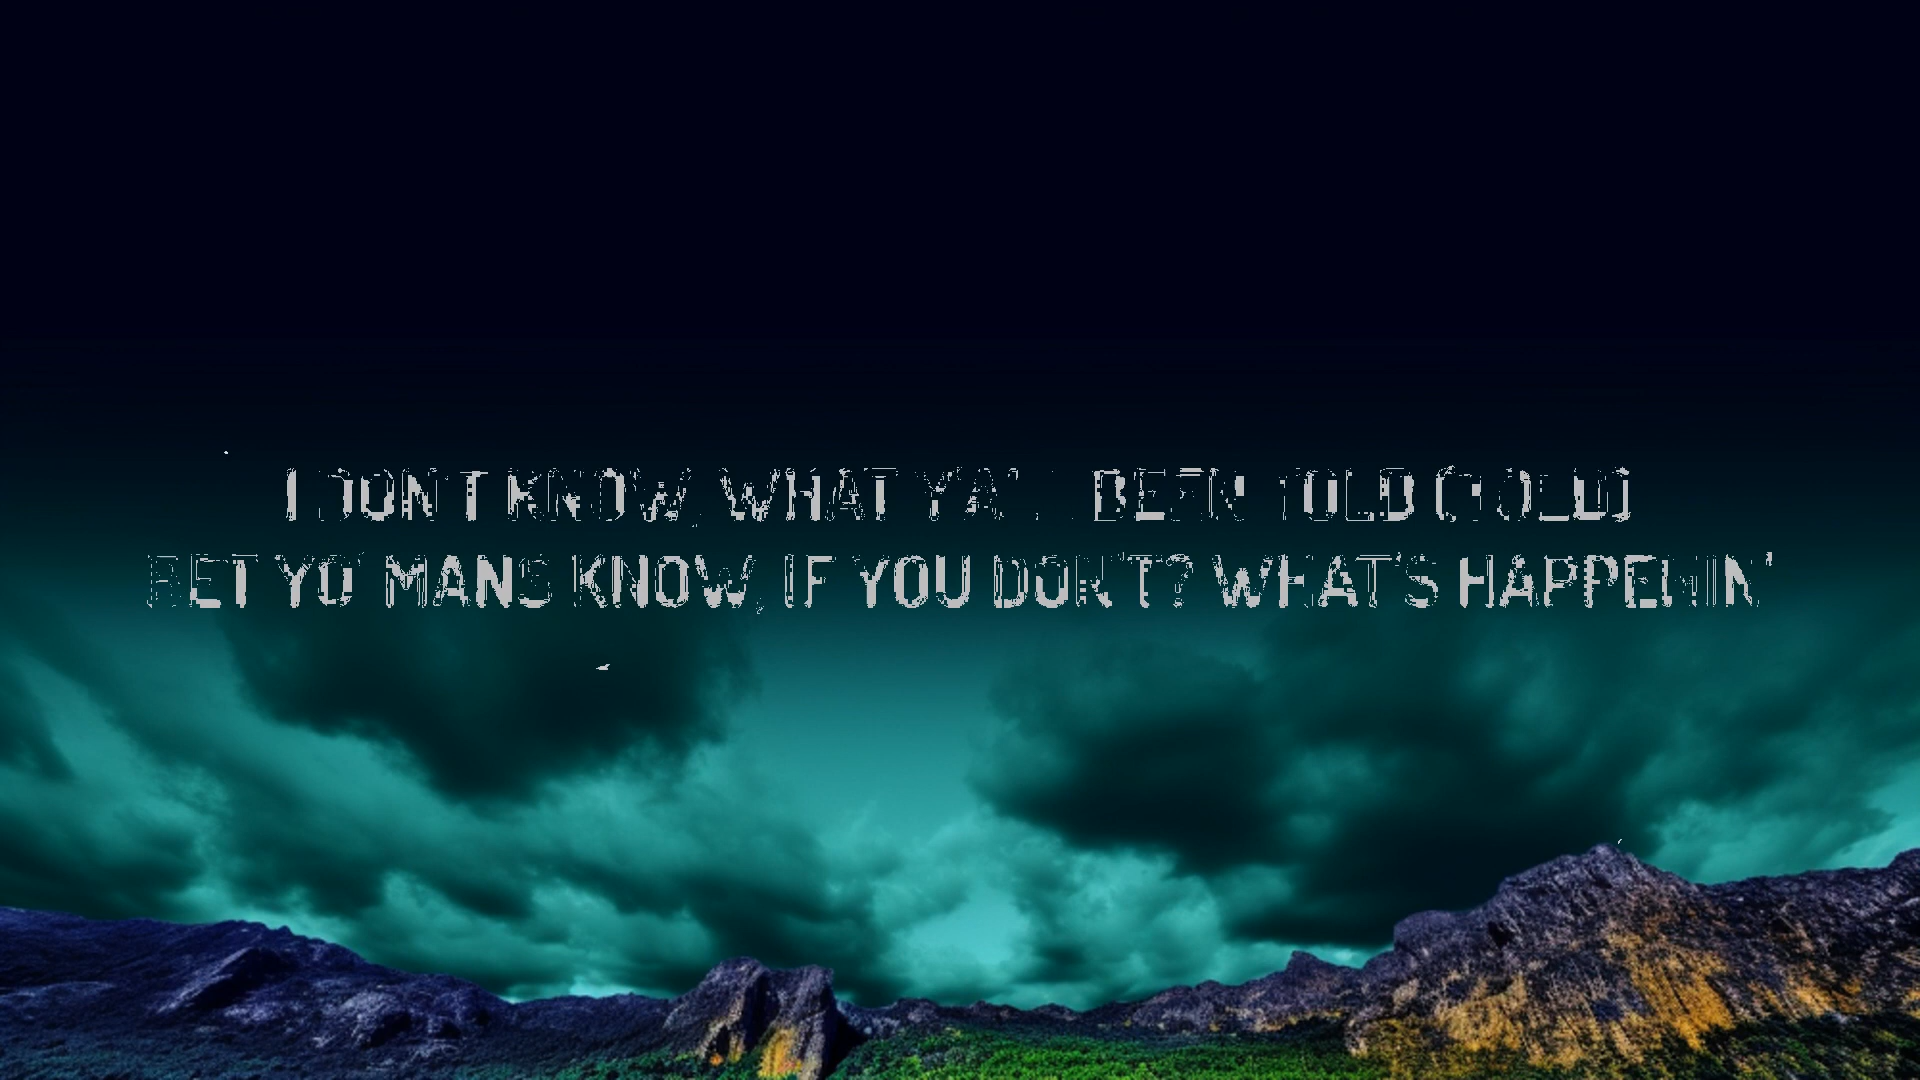 I DON'T KNOW, WHAT Y'ALL BEEN TOLD (TOLD)
BET YO' MANS KNOW, IF YOU DON'T? WHAT'S HAPPENIN'